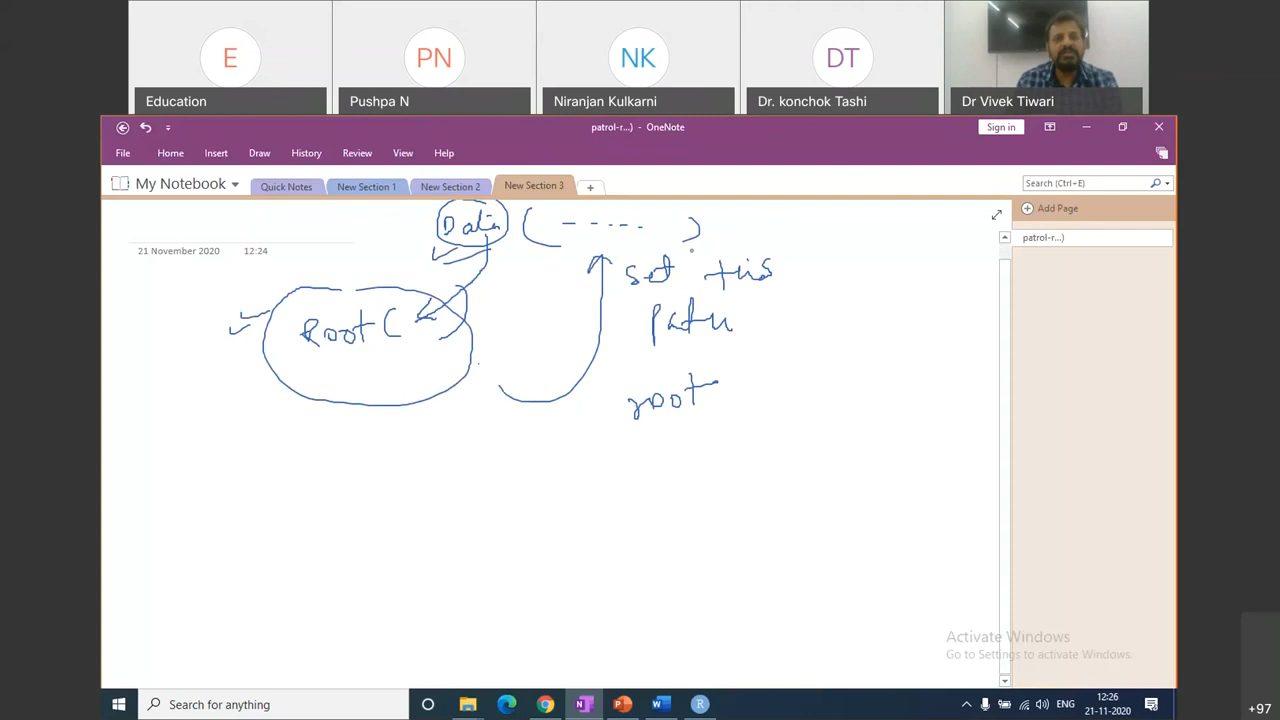 E
PN
NK
DT
Education
Pushpa N
Niranjan Kulkarni
Dr. konchok Tashi
Dr Vivek Tiwari
patrol-r...) - OneNote
Sign in
File
Home
Insert
Draw
History
Review
View
Help
My Notebook
Quick Notes
New Section 1
New Section 2
New Section 3
Search (Ctrl+E)
Add Page
patrol-r...)
21 November 2020
12:24
Data ( ----- )
set this
Root (
Path
root
Activate Windows
Go to Settings to activate Windows.
Search for anything
ENG
12:26
21-11-2020
+97